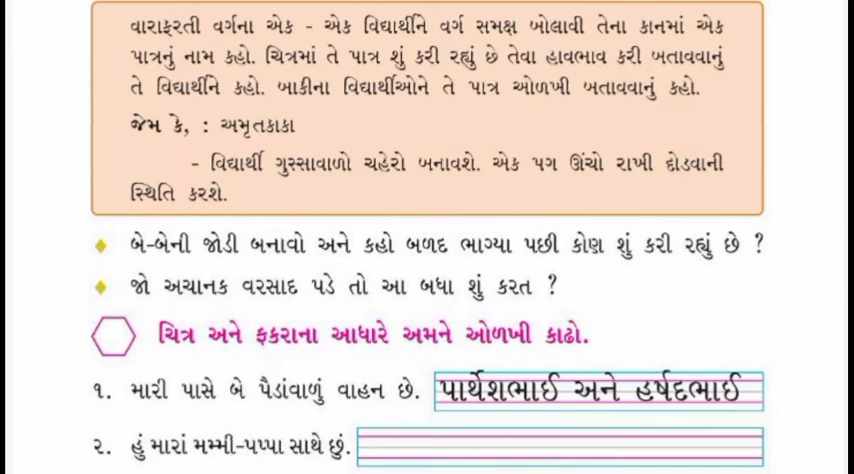 વારાફરતી વર્ગના એક - એક વિદ્યાર્થીને વર્ગ સમક્ષ બોલાવી તેના કાનમાં એક
પાત્રનું નામ કહો. ચિત્રમાં તે પાત્ર શું કરી રહ્યું છે તેવા હાવભાવ કરી બતાવવાનું
તે વિદ્યાર્થીને કહો. બાકીના વિદ્યાર્થીઓને તે પાત્ર ઓળખી બતાવવાનું કહો.
જેમ કે, : અમૃતકાકા
- વિદ્યાર્થી ગુસ્સાવાળો ચહેરો બનાવશે. એક પગ ઊંચો રાખી દોડવાની
સ્થિતિ કરશે.
બે-બેની જોડી બનાવો અને કહો બળદ ભાગ્યા પછી કોણ શું કરી રહ્યું છે ?
જો અચાનક વરસાદ પડે તો આ બધા શું કરત ?
ચિત્ર અને ફકરાના આધારે અમને ઓળખી કાઢો.
૧. મારી પાસે બે પૈડાંવાળું વાહન છે. પાર્થેશભાઈ અને હર્ષદભાઈ
૨. હું મારાં મમ્મી-પપ્પા સાથે છું.